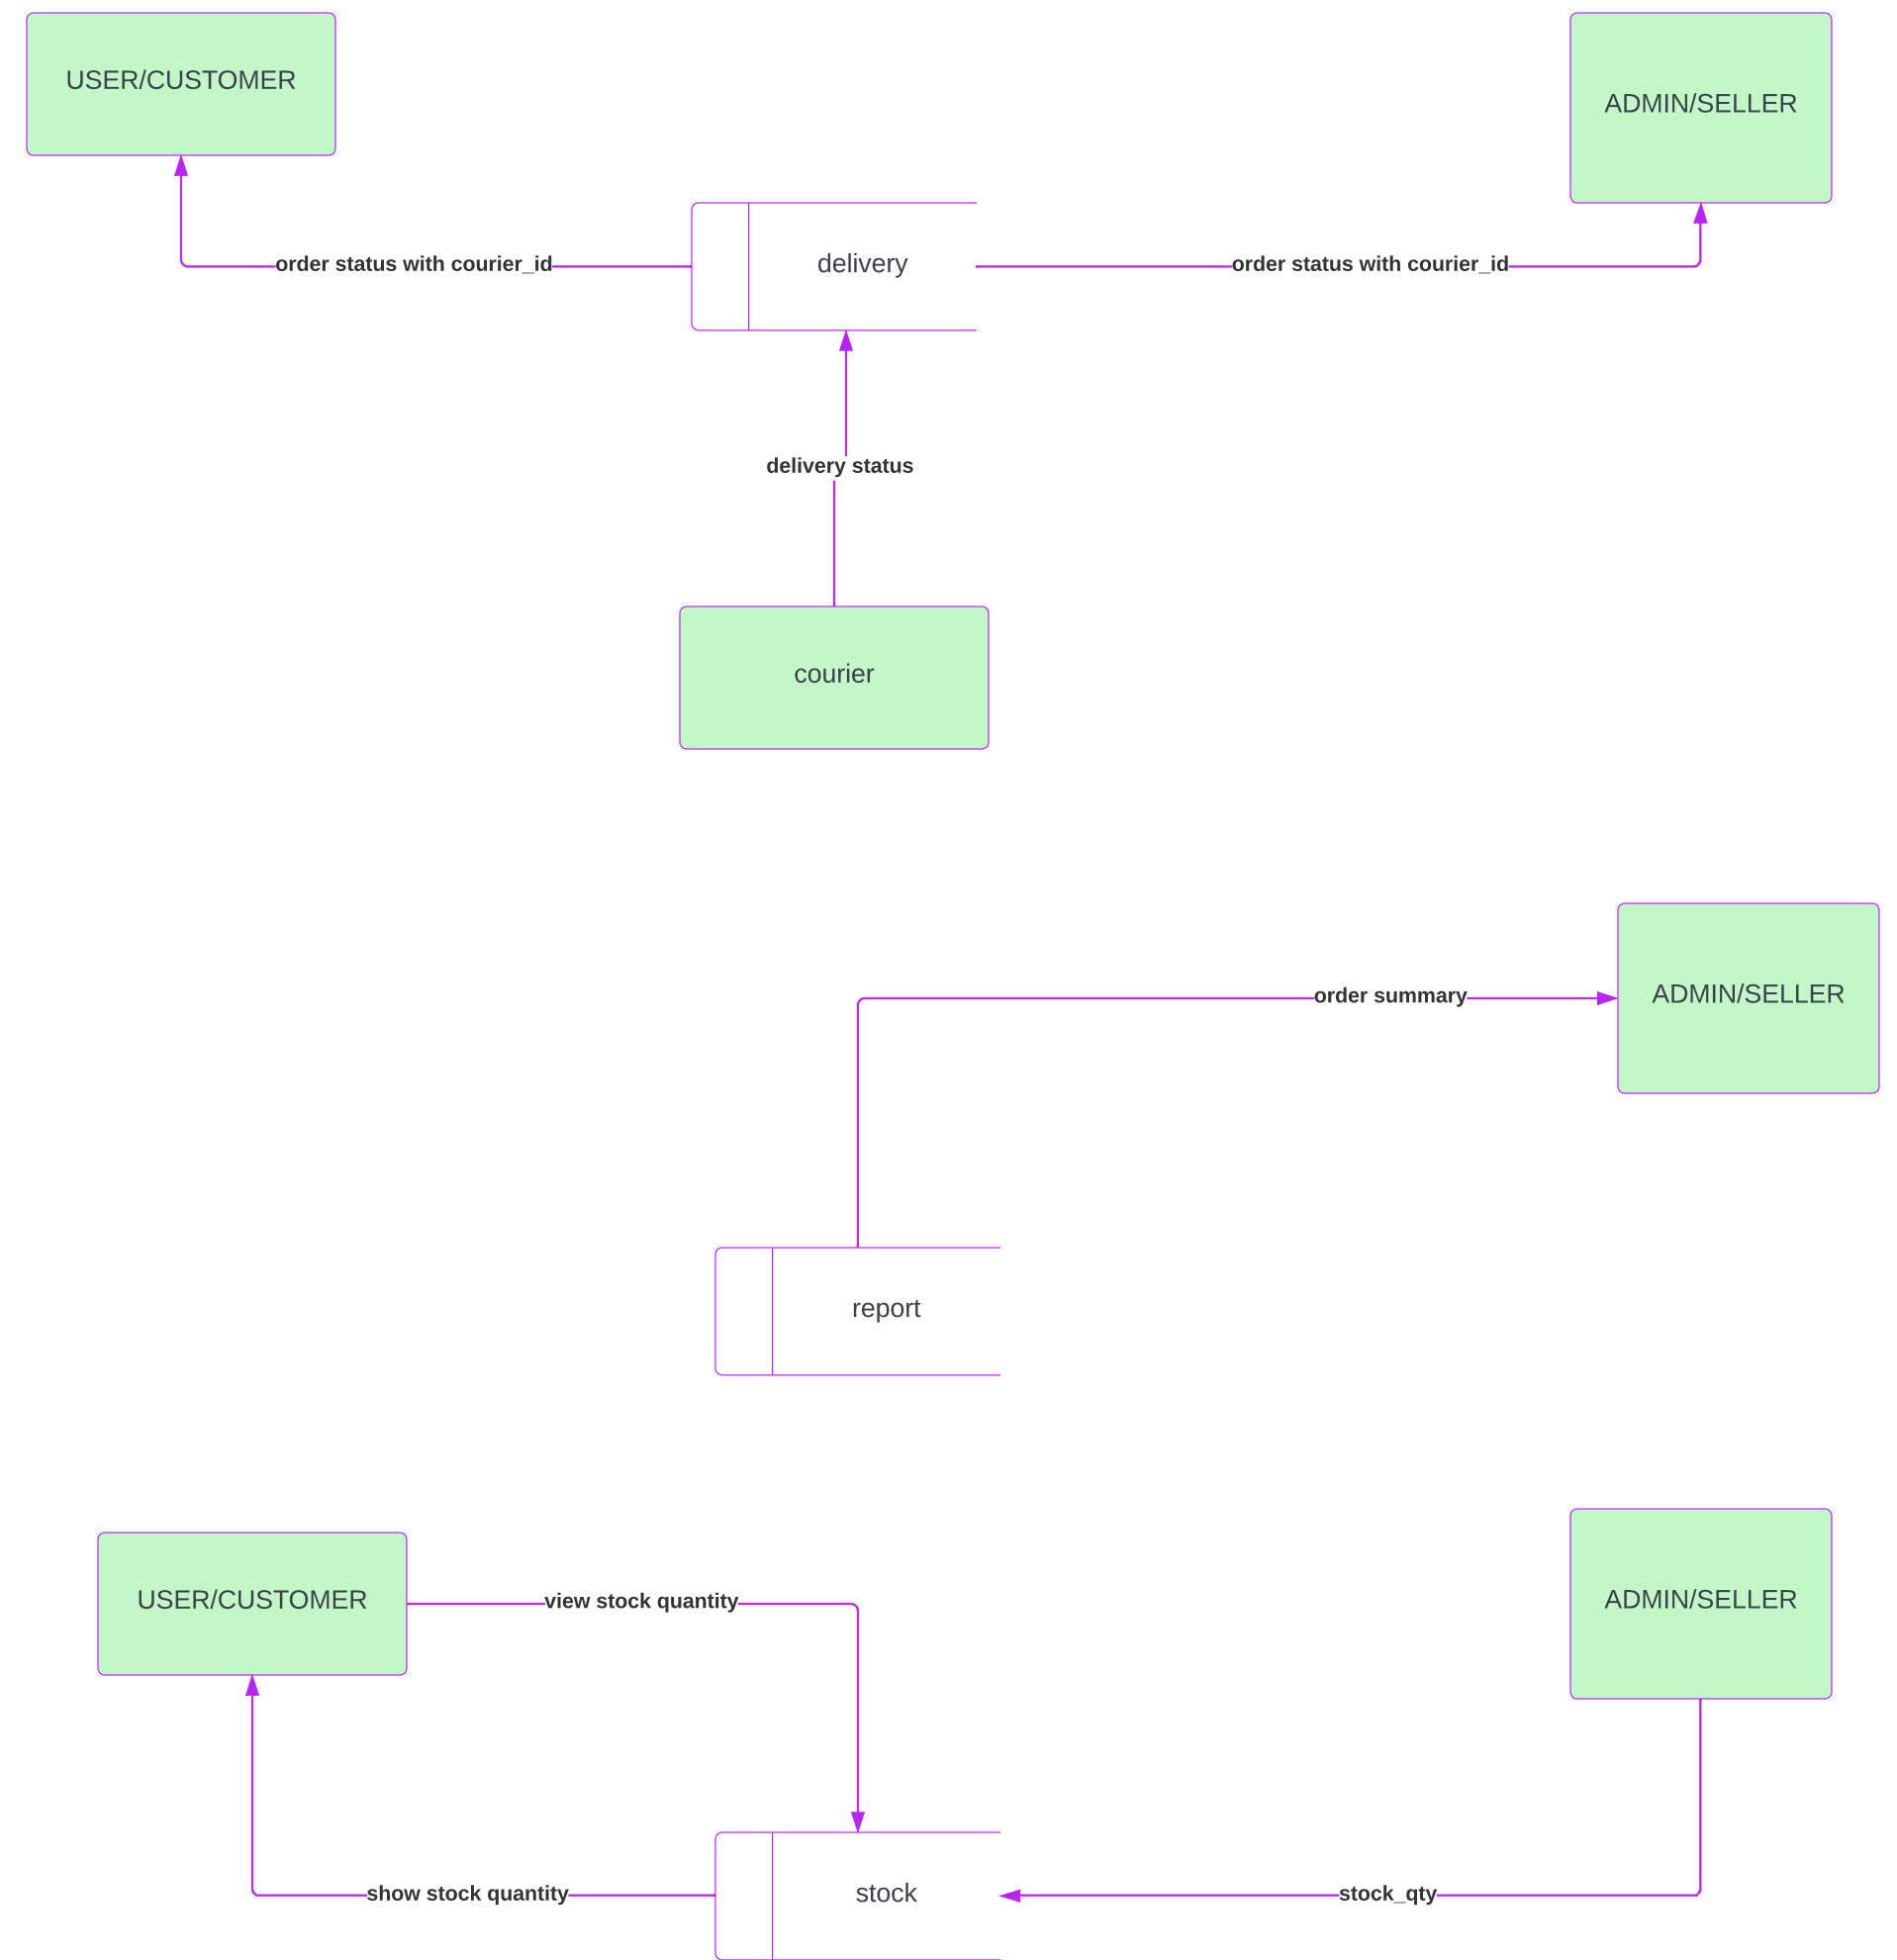 USER/CUSTOMER
ADMIN/SELLER
order status with courier_id
delivery
order status with courier_id
delivery status
courier
order summary
ADMIN/SELLER
report
USER/CUSTOMER
view stock quantity
ADMIN/SELLER
show stock quantity
stock
stock_qty